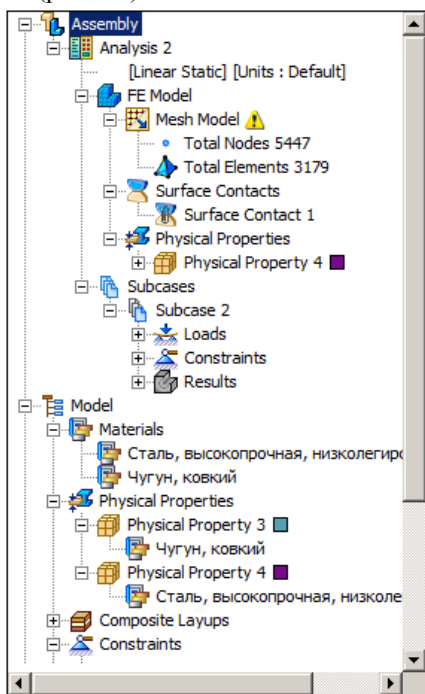 Assembly
Analysis 2
[Linear Static] [Units : Default]
FE Model
Mesh Model
Total Nodes 5447
Total Elements 3179
Surface Contacts
Surface Contact 1
Physical Properties
Physical Property 4
Subcases
Subcase 2
Loads
Constraints
Results
Model
Materials
Сталь, высокопрочная, низколегиро
Чугун, ковкий
Physical Properties
Physical Property 3
Чугун, ковкий
Physical Property 4
Сталь, высокопрочная, низколе
Composite Layups
Constraints